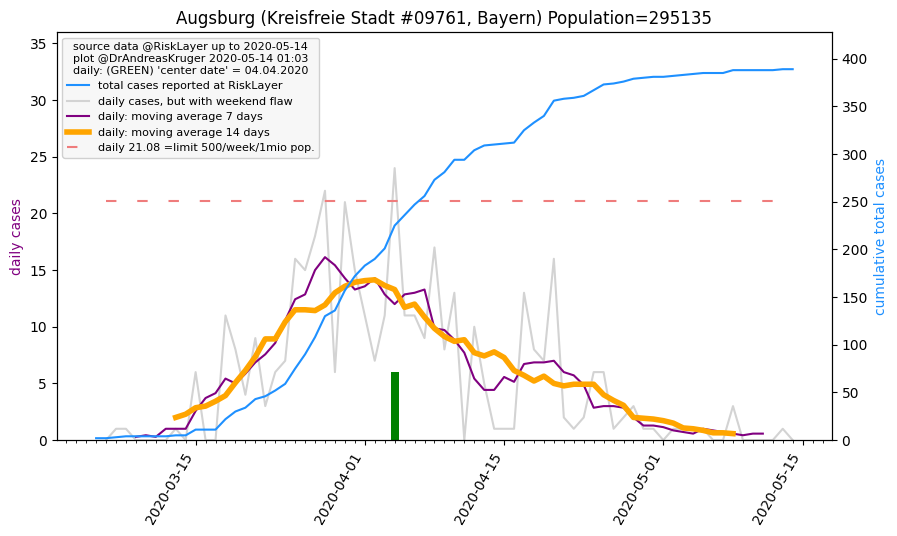 Augsburg (Kreisfreie Stadt #09761, Bayern) Population=295135
source data @RiskLayer up to 2020-05-14
plot @DrAndreasKruger 2020-05-14 01:03
daily: (GREEN) 'center date' = 04.04.2020
total cases reported at RiskLayer
daily cases, but with weekend flaw
daily: moving average 7 days
daily: moving average 14 days
daily 21.08 =limit 500/week/1mio pop.
daily cases
35
30
25
20
15
10
5
0
400
350
300
250
200
150
100
50
0
cumulative total cases
2020-03-15
2020-04-01
2020-04-15
2020-05-01
2020-05-15